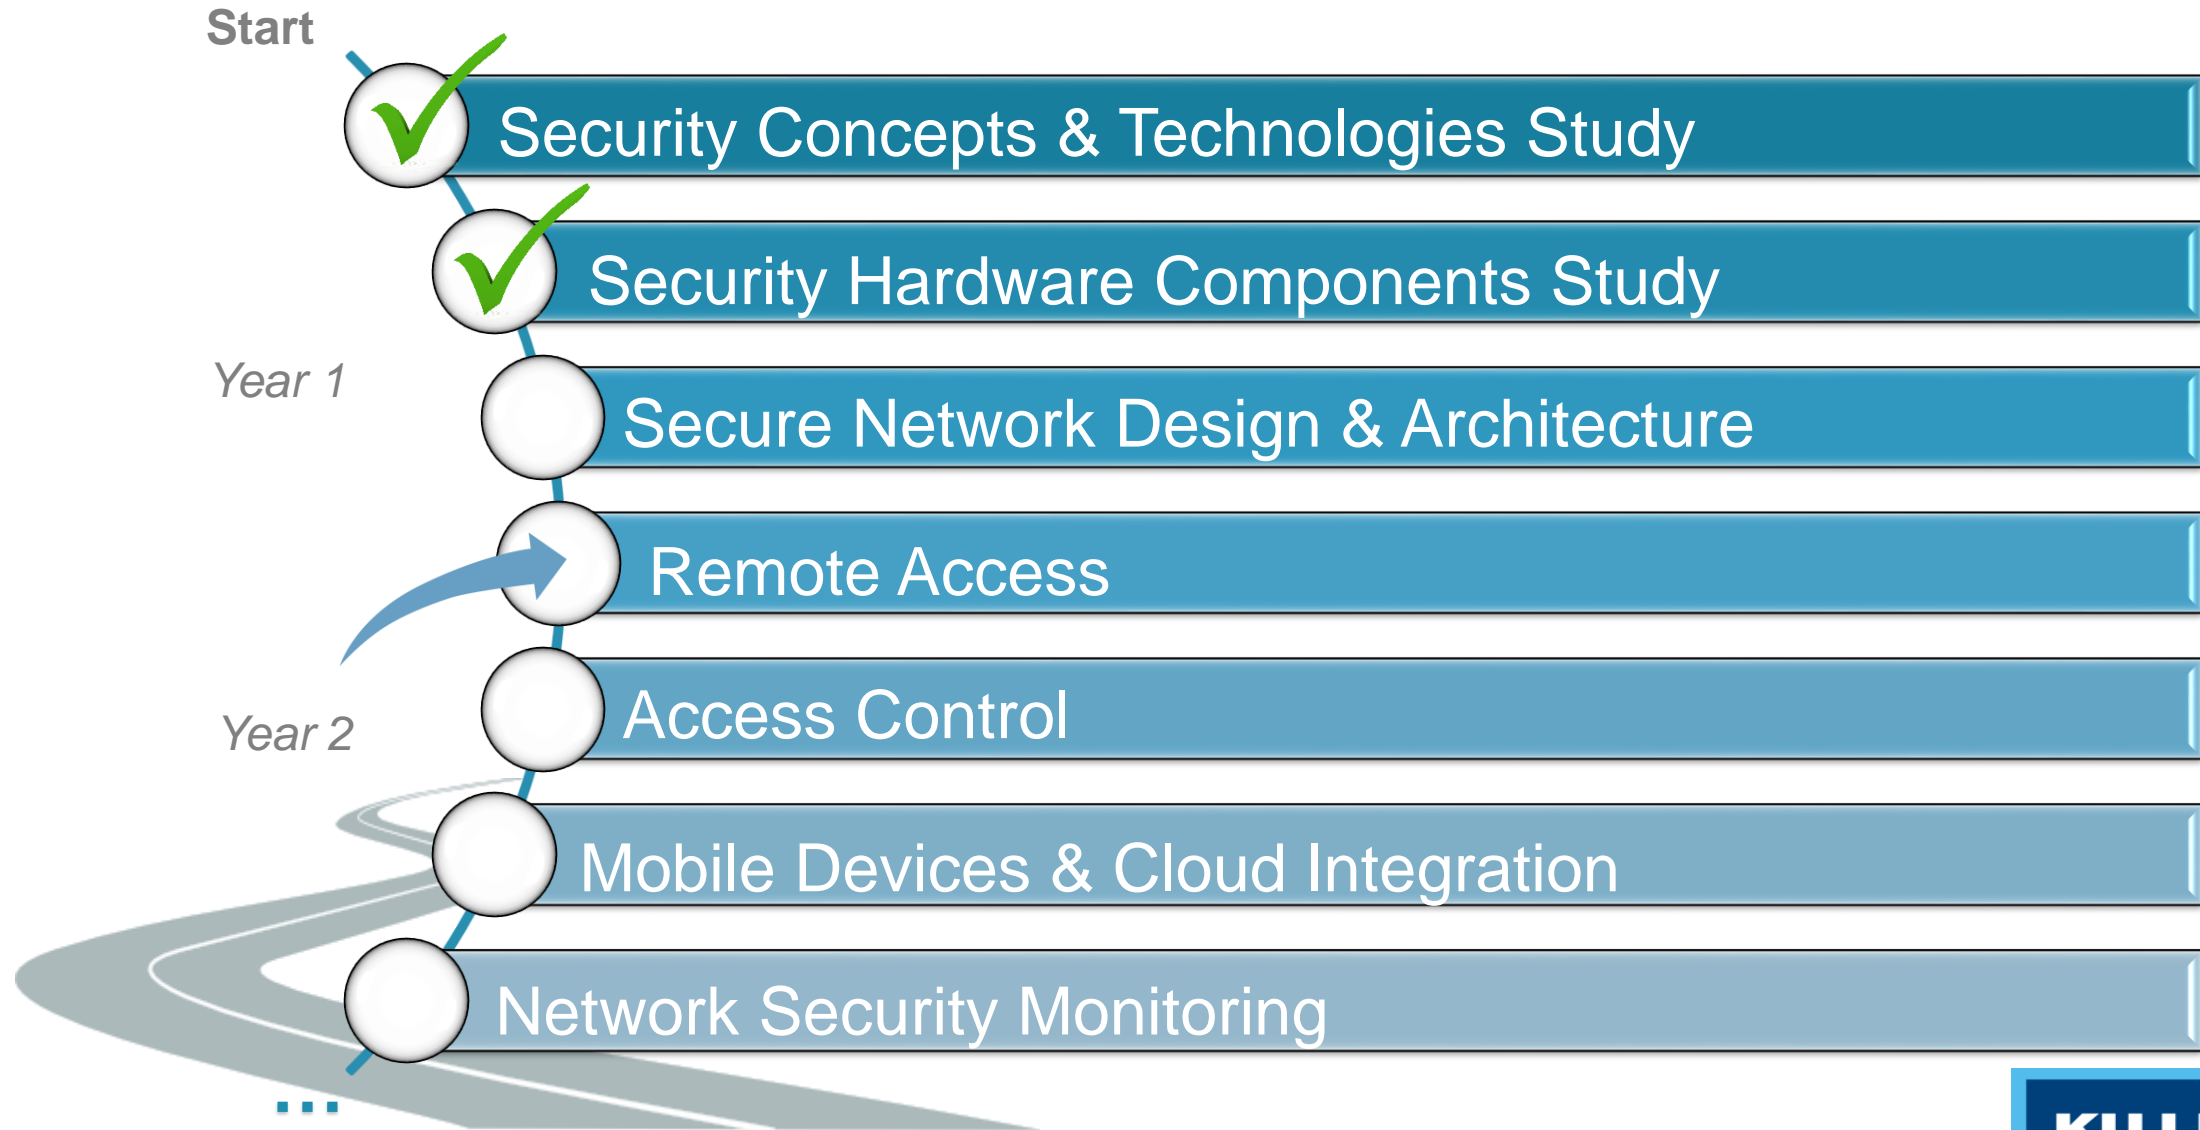 Start
Security Concepts & Technologies Study
Security Hardware Components Study
Year 1
Secure Network Design & Architecture
Remote Access
Access Control
Year 2
Mobile Devices & Cloud Integration
Network Security Monitoring
...